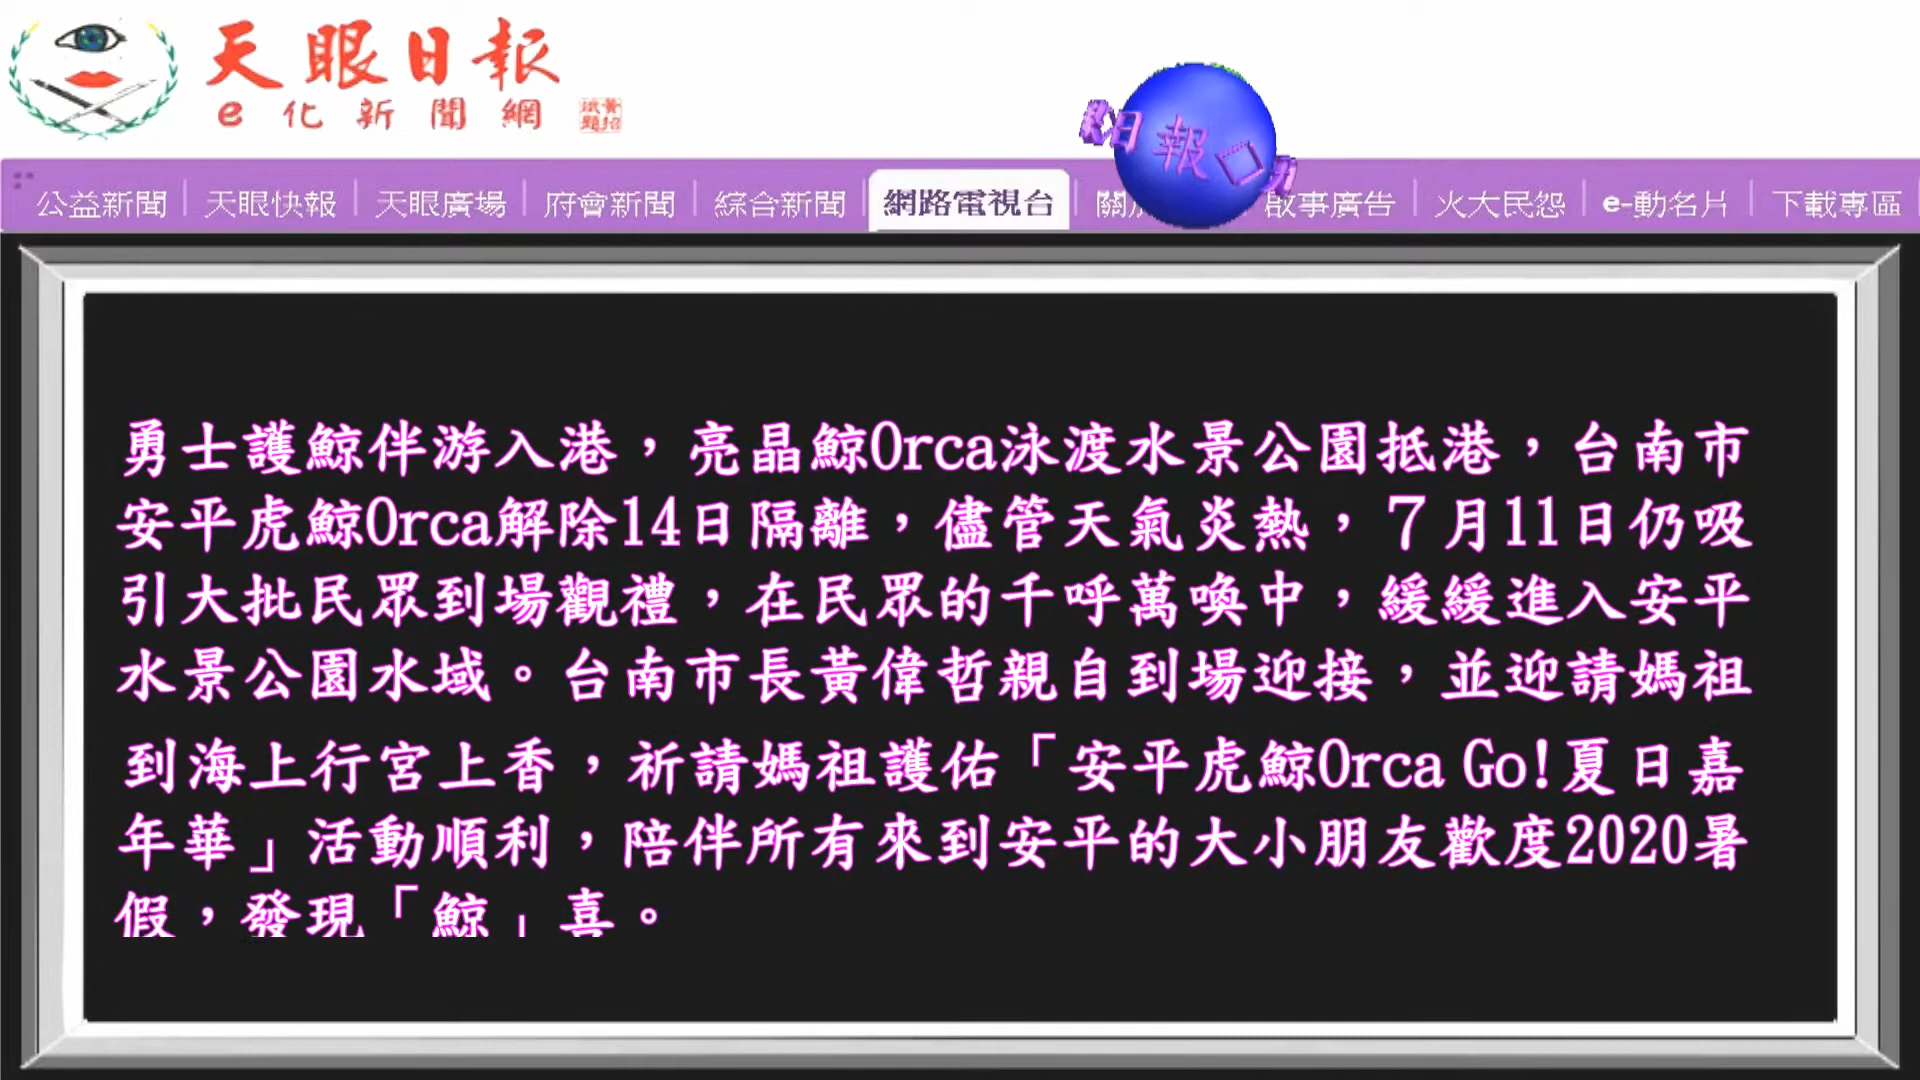 天眼日報
e化新聞網
公益新聞 天眼快報 天眼廣場 府會新聞 綜合新聞 網路電視台 啟事廣告 火大民怨 e-動名片 下載專區
日報
勇士護鯨伴游入港，亮晶鯨Orca泳渡水景公園抵港，台南市
安平虎鯨Orca解除14日隔離，儘管天氣炎熱，７月11日仍吸
引大批民眾到場觀禮，在民眾的千呼萬喚中，緩緩進入安平
水景公園水域。台南市長黃偉哲親自到場迎接，並迎請媽祖
到海上行宮上香，祈請媽祖護佑「安平虎鯨Orca Go!夏日嘉
年華」活動順利，陪伴所有來到安平的大小朋友歡度2020暑
假，發現「鯨」喜。